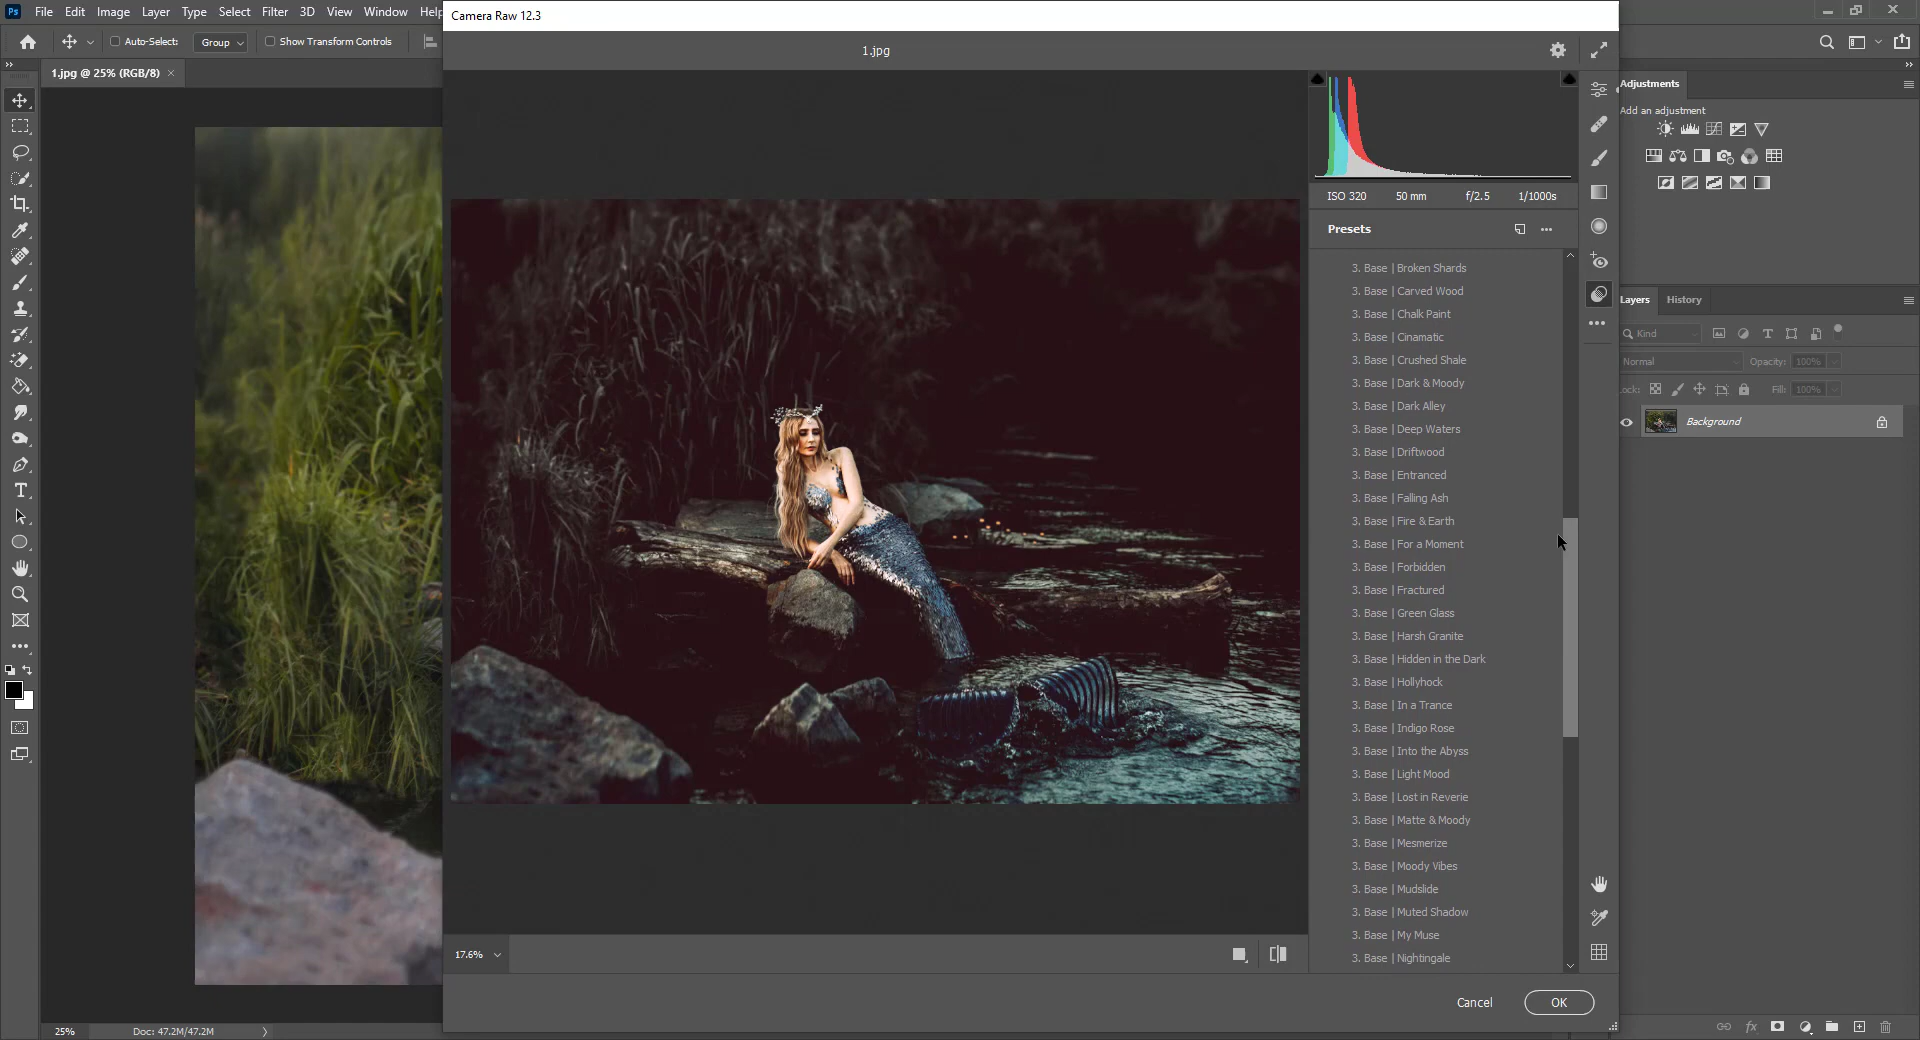 Ps File Edit Image Layer Type Select Filter 3D View Window Help
Camera Raw 12.3
Auto-Select: Group Show Transform Controls
1.jpg
1.jpg @ 25% (RGB/8) ×
Adjustments
Add an adjustment
ISO 320 50 mm f/2.5 1/1000s
Presets
3. Base | Broken Shards
3. Base | Carved Wood
3. Base | Chalk Paint
3. Base | Cinamatic
3. Base | Crushed Shale
3. Base | Dark & Moody
3. Base | Dark Alley
3. Base | Deep Waters
3. Base | Driftwood
3. Base | Entranced
3. Base | Falling Ash
3. Base | Fire & Earth
3. Base | For a Moment
3. Base | Forbidden
3. Base | Fractured
3. Base | Green Glass
3. Base | Harsh Granite
3. Base | Hidden in the Dark
3. Base | Hollyhock
3. Base | In a Trance
3. Base | Indigo Rose
3. Base | Into the Abyss
3. Base | Light Mood
3. Base | Lost in Reverie
3. Base | Matte & Moody
3. Base | Mesmerize
3. Base | Moody Vibes
3. Base | Mudslide
3. Base | Muted Shadow
3. Base | My Muse
3. Base | Nightingale
Layers History
Kind
Normal Opacity: 100%
ock: Fill: 100%
Background
17.6%
Cancel OK
25% Doc: 47.2M/47.2M
fx